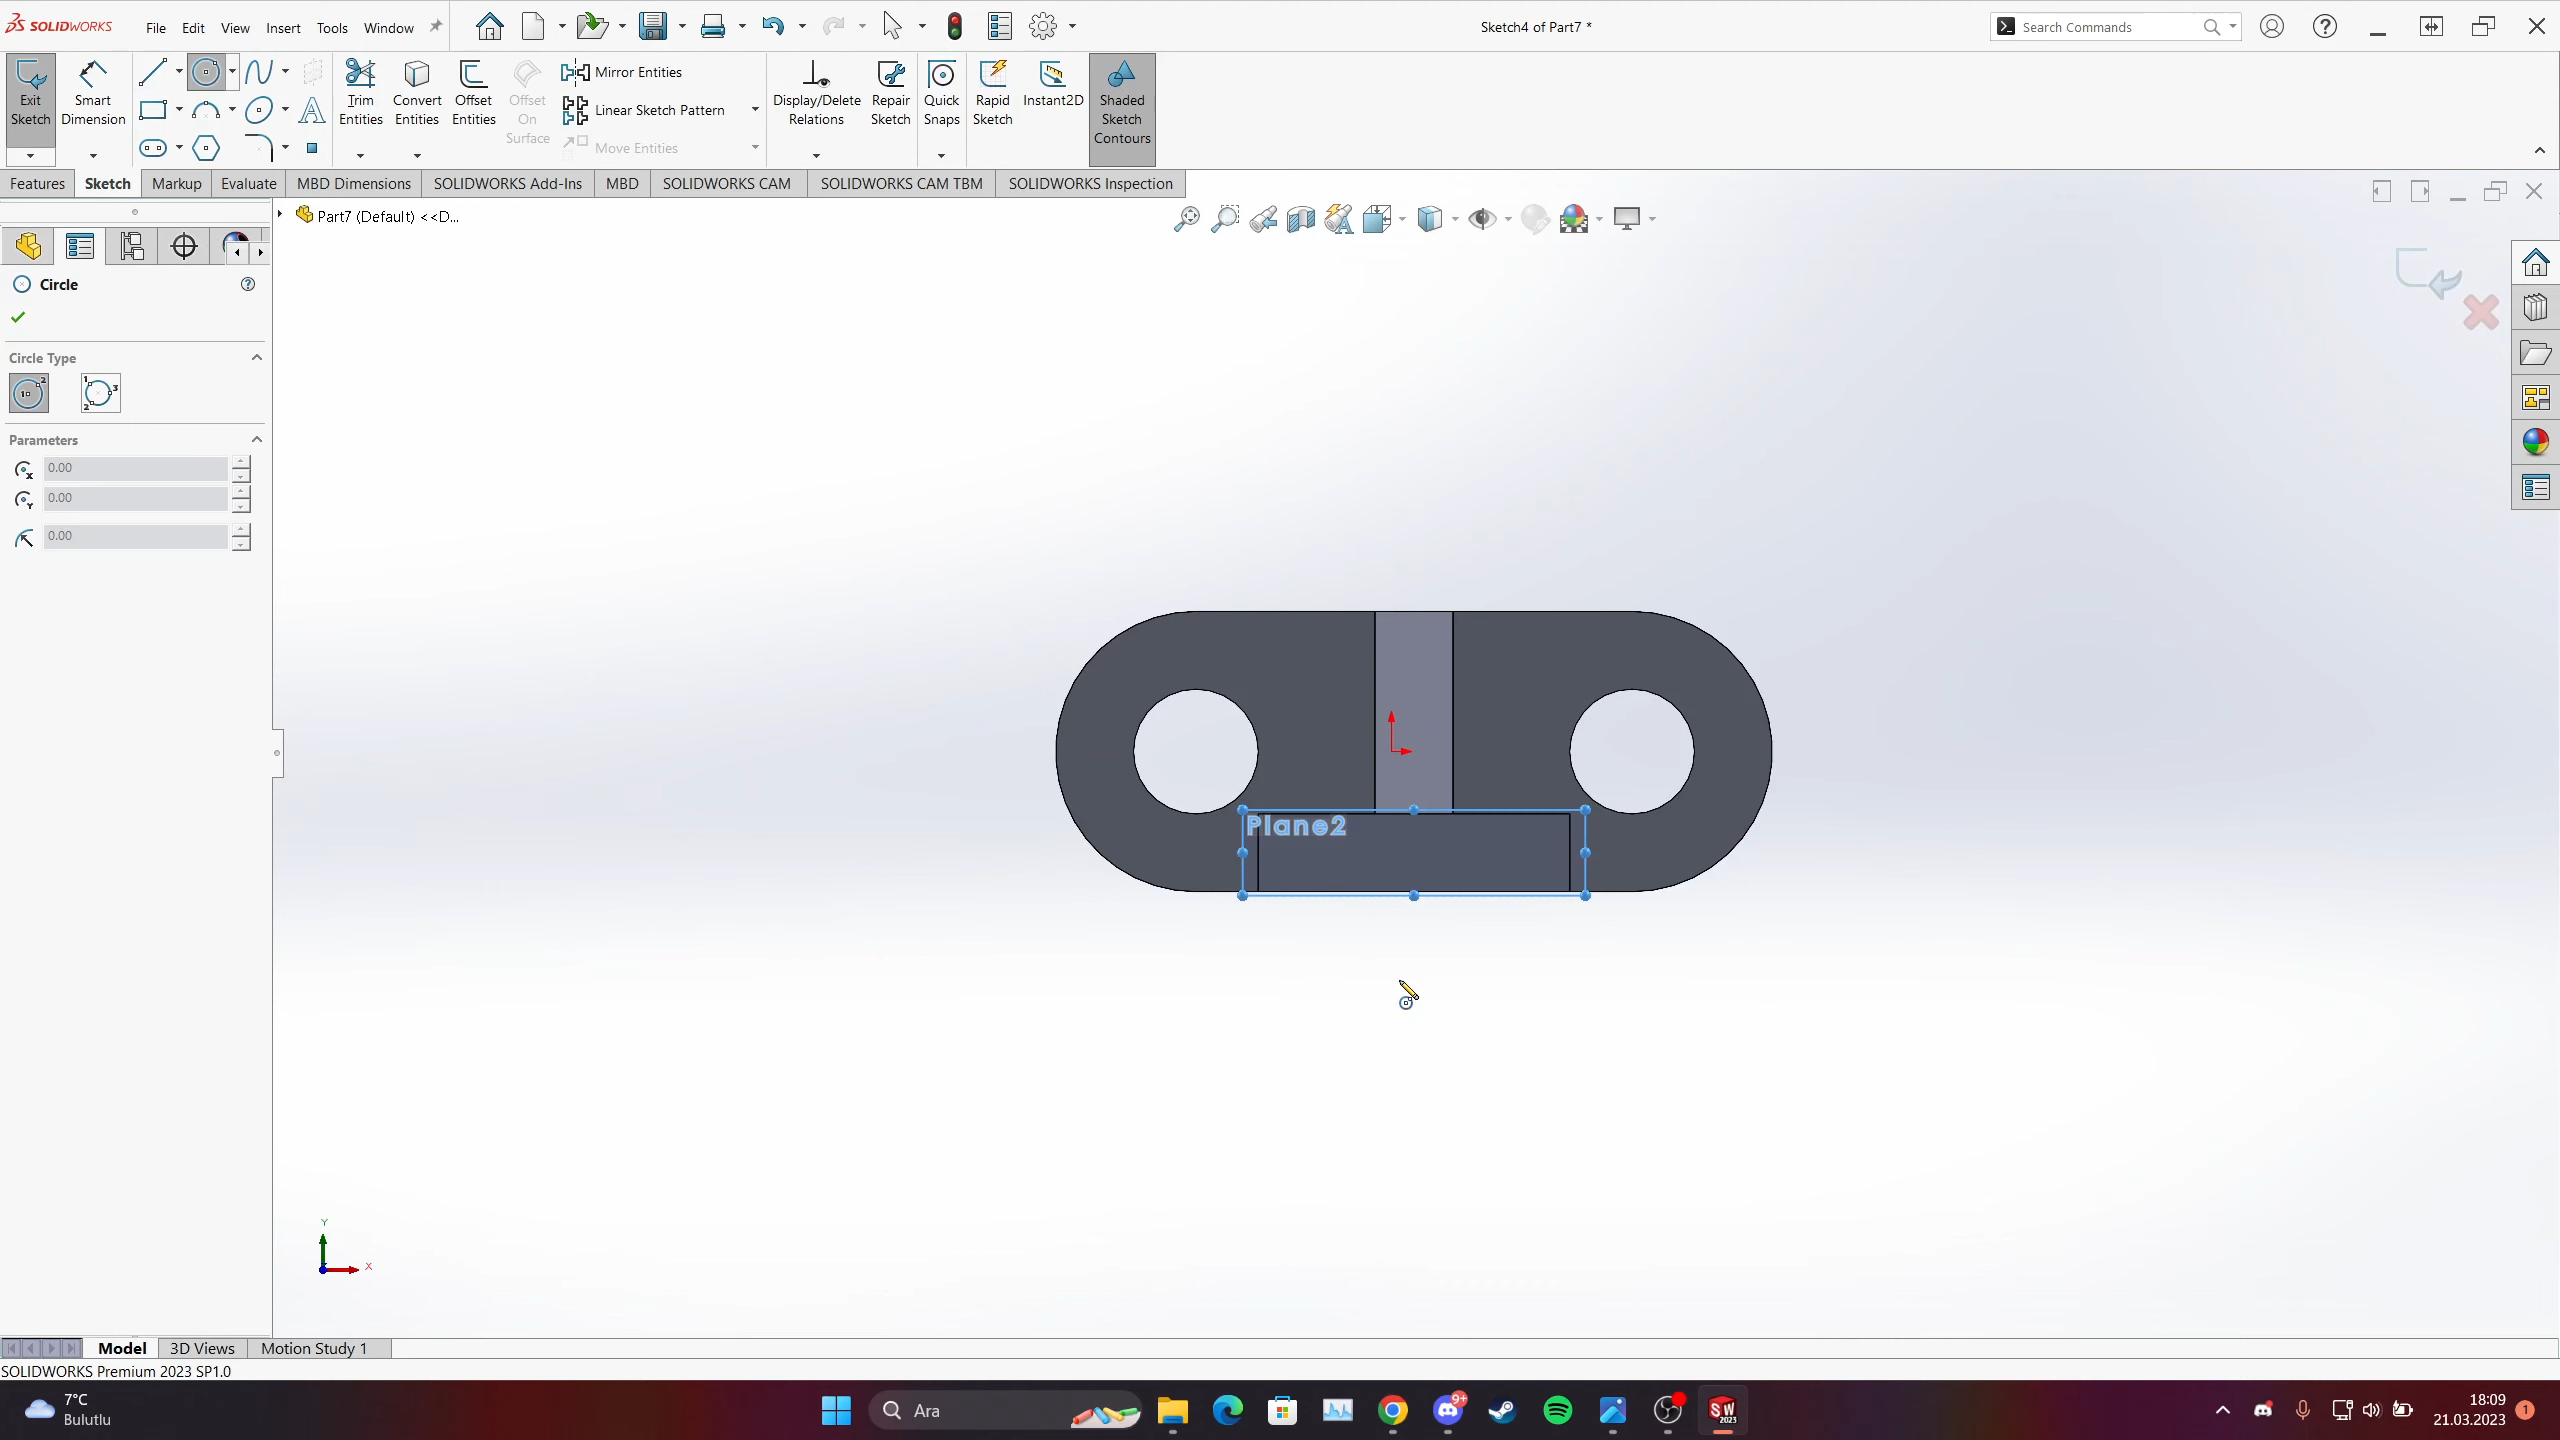 SOLIDWORKS
File Edit View Insert Tools Window
Sketch4 of Part7 *
Search Commands
Exit Sketch
Smart Dimension
Trim Entities
Convert Entities
Offset Entities
Offset On Surface
Mirror Entities
Linear Sketch Pattern
Move Entities
Display/Delete Relations
Repair Sketch
Quick Snaps
Rapid Sketch
Instant2D
Shaded Sketch Contours
Features Sketch Markup Evaluate MBD Dimensions SOLIDWORKS Add-Ins MBD SOLIDWORKS CAM SOLIDWORKS CAM TBM SOLIDWORKS Inspection
Part7 (Default) <<D...
Circle
Circle Type
Parameters
0.00
0.00
0.00
Plane2
Y
X
Model 3D Views Motion Study 1
SOLIDWORKS Premium 2023 SP1.0
7°C
Bulutlu
Ara
9+
SW
2023
18:09
21.03.2023
1